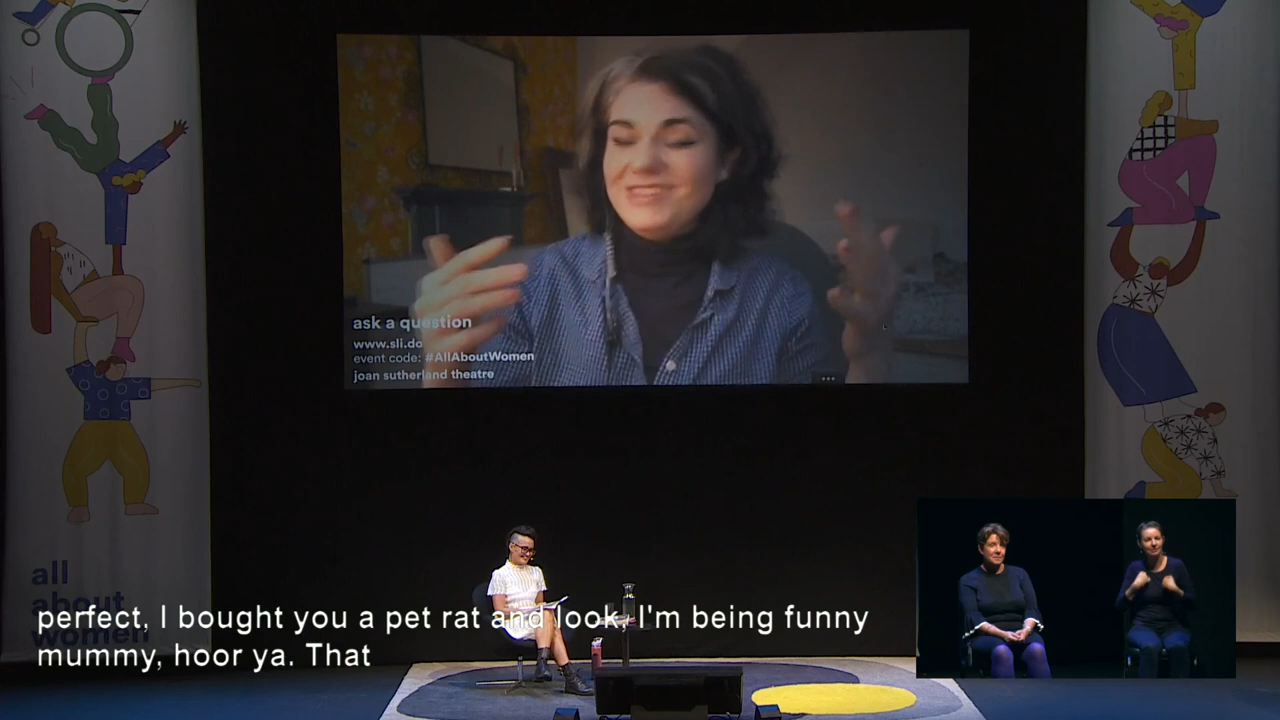 ask a question
www.sli.do
event code: #AllAboutWomen
joan sutherland theatre
all
about
women
perfect, I bought you a pet rat and look, I'm being funny
mummy, hoor ya. That